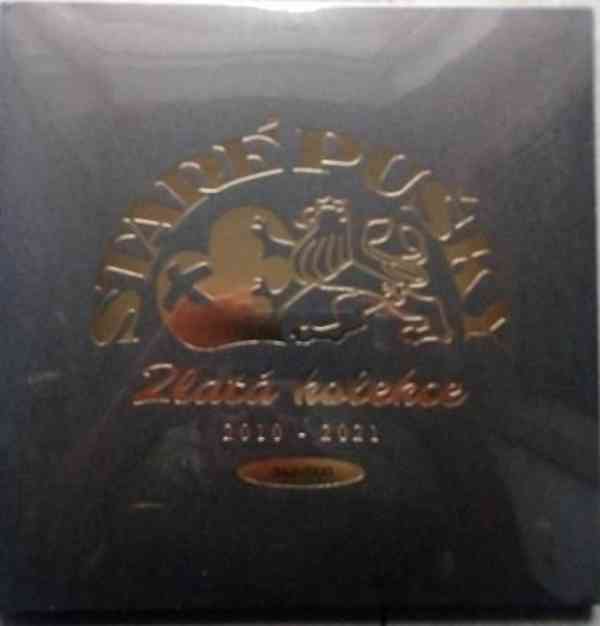 STARÉ PUŠKY
Zlatá kolekce
2010 - 2021